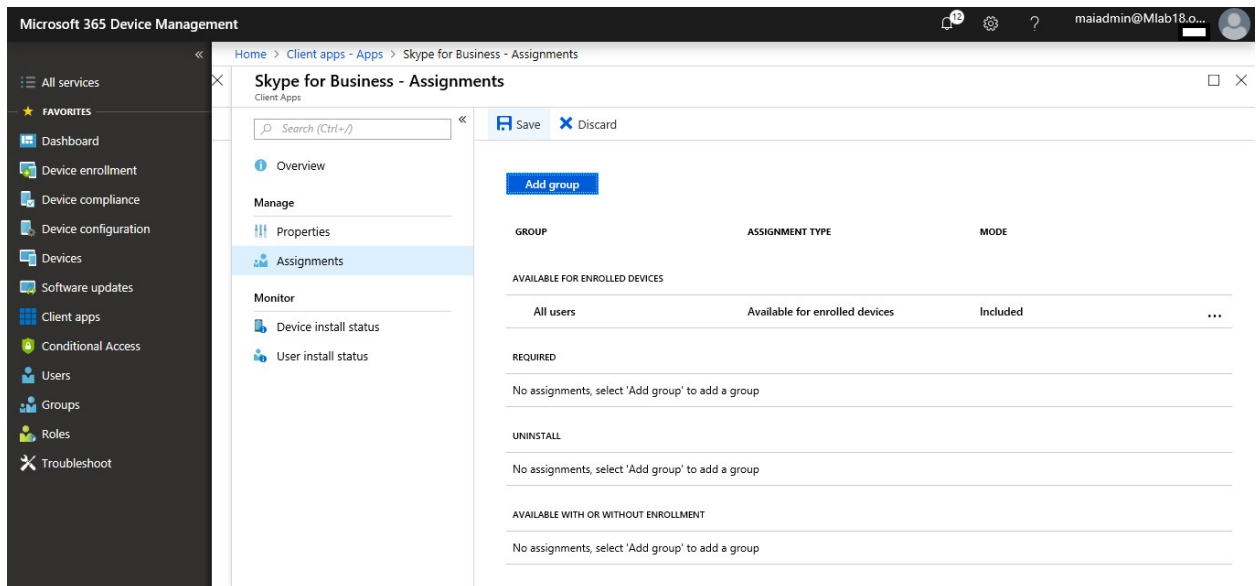 Microsoft 365 Device Management
12
?
maiadmin@Mlab18.o...
«
Home > Client apps - Apps > Skype for Business - Assignments
All services
FAVORITES
Dashboard
Device enrollment
Device compliance
Device configuration
Devices
Software updates
Client apps
Conditional Access
Users
Groups
Roles
Troubleshoot
Skype for Business - Assignments
Client Apps
Search (Ctrl+/)
«
Overview
Manage
Properties
Assignments
Monitor
Device install status
User install status
Save Discard
Add group
GROUP ASSIGNMENT TYPE MODE
AVAILABLE FOR ENROLLED DEVICES
All users Available for enrolled devices Included ...
REQUIRED
No assignments, select 'Add group' to add a group
UNINSTALL
No assignments, select 'Add group' to add a group
AVAILABLE WITH OR WITHOUT ENROLLMENT
No assignments, select 'Add group' to add a group